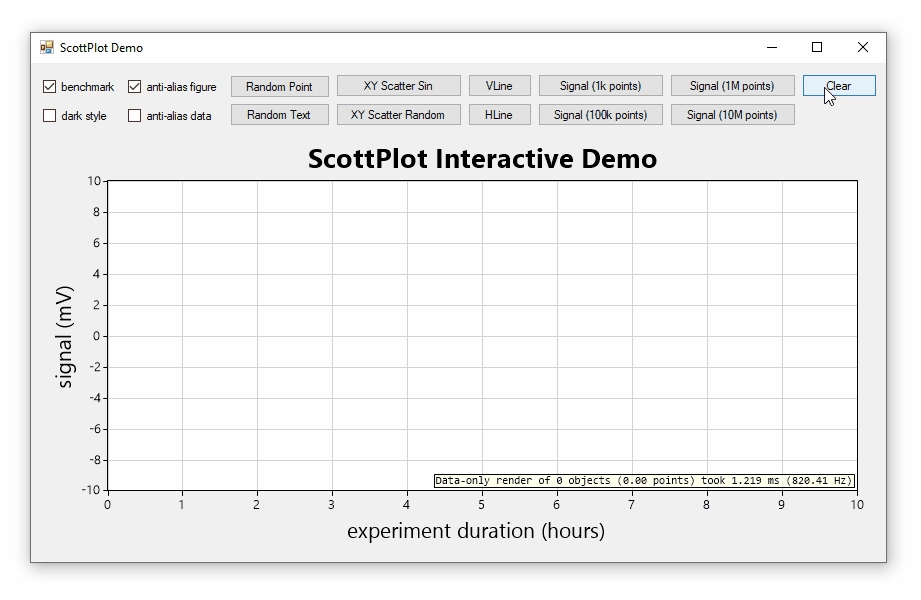 ScottPlot Demo
benchmark anti-alias figure Random Point XY Scatter Sin VLine Signal (1k points) Signal (1M points) Clear
dark style anti-alias data Random Text XY Scatter Random HLine Signal (100k points) Signal (10M points)
ScottPlot Interactive Demo
10
8
6
4
2
0
-2
-4
-6
-8
-10
signal (mV)
Data-only render of 0 objects (0.00 points) took 1.219 ms (820.41 Hz)
0 1 2 3 4 5 6 7 8 9 10
experiment duration (hours)